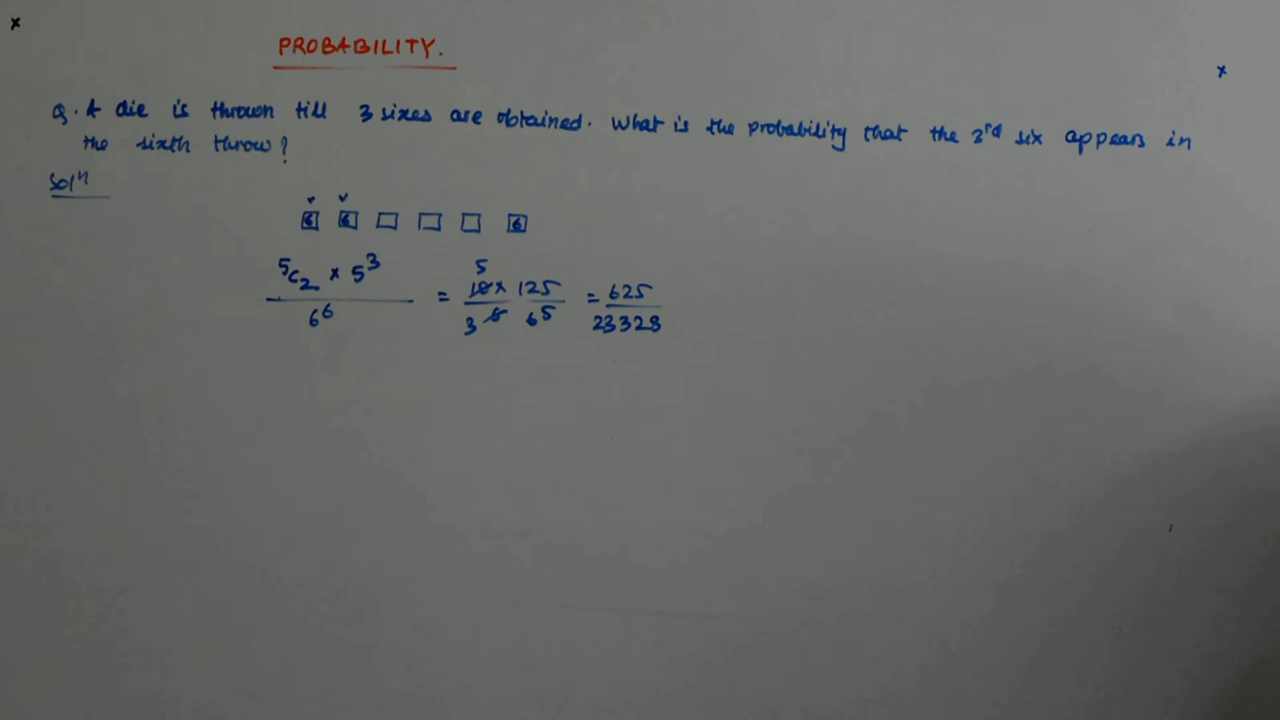 x
PROBABILITY.
x
Q. A die is thrown till 3 sixes are obtained. What is the probability that the 3rd six appears in
the sixth throw?
Solⁿ
✓ ✓
6 6 6
⁵C₂ × 5³ / 6⁶ = 5 10 × 125 / 3 6 6⁵ = 625 / 23328